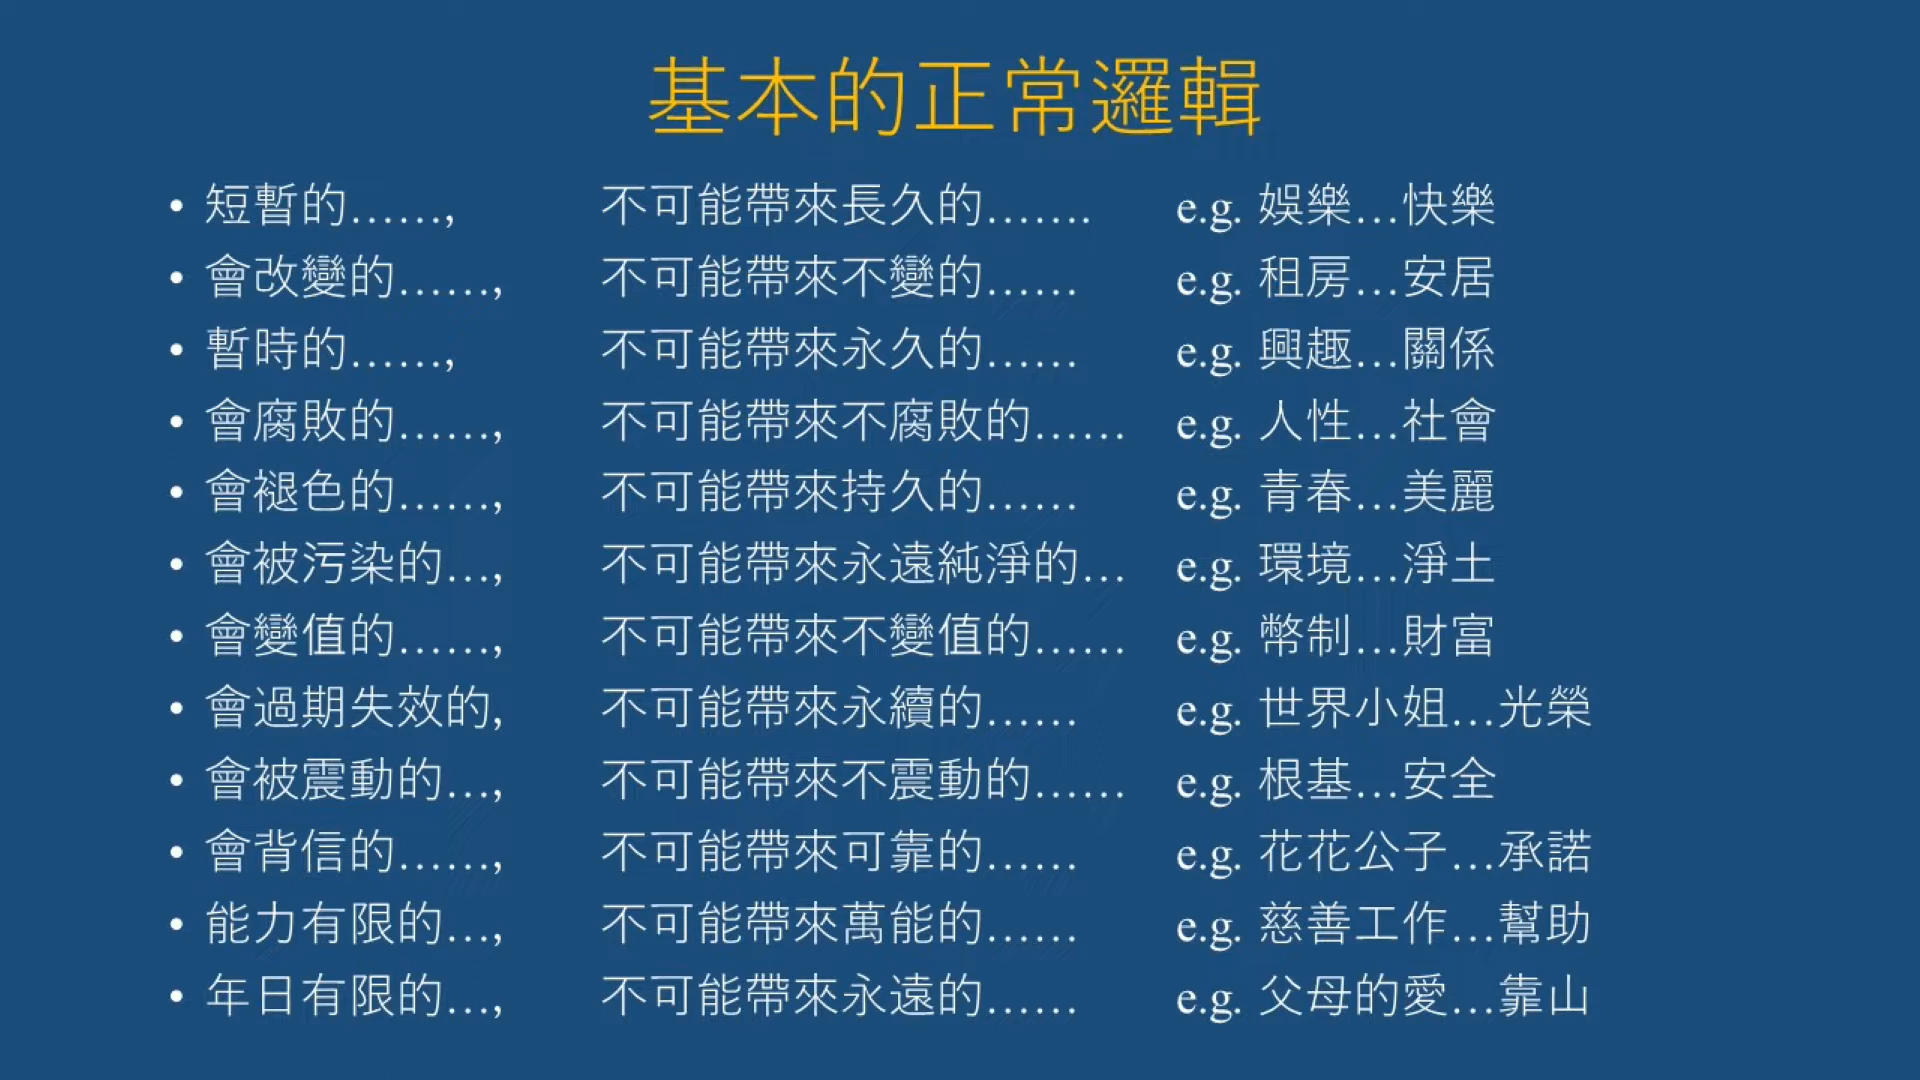 基本的正常邏輯
• 短暫的……, 不可能帶來長久的……. e.g. 娛樂…快樂
• 會改變的……, 不可能帶來不變的…… e.g. 租房…安居
• 暫時的……, 不可能帶來永久的…… e.g. 興趣…關係
• 會腐敗的……, 不可能帶來不腐敗的…… e.g. 人性…社會
• 會褪色的……, 不可能帶來持久的…… e.g. 青春…美麗
• 會被污染的…, 不可能帶來永遠純淨的… e.g. 環境…淨土
• 會變值的……, 不可能帶來不變值的…… e.g. 幣制…財富
• 會過期失效的, 不可能帶來永續的…… e.g. 世界小姐…光榮
• 會被震動的…, 不可能帶來不震動的…… e.g. 根基…安全
• 會背信的……, 不可能帶來可靠的…… e.g. 花花公子…承諾
• 能力有限的…, 不可能帶來萬能的…… e.g. 慈善工作…幫助
• 年日有限的…, 不可能帶來永遠的…… e.g. 父母的愛…靠山